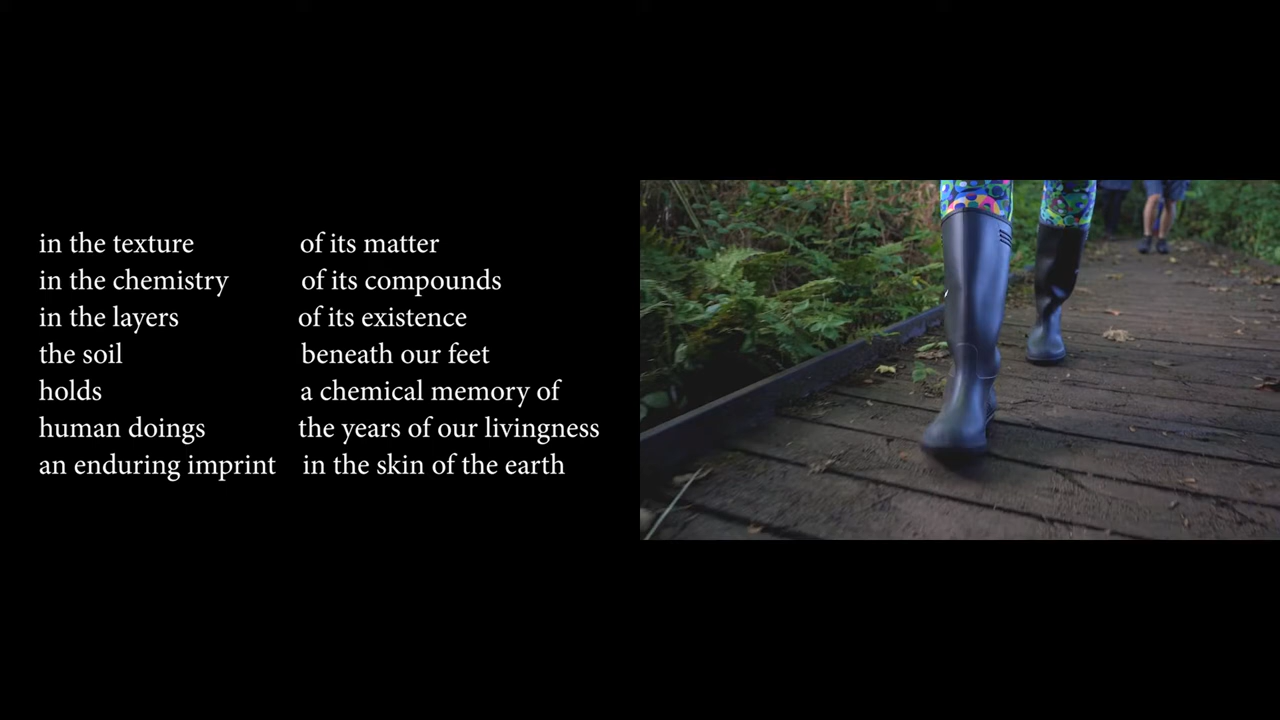 in the texture of its matter
in the chemistry of its compounds
in the layers of its existence
the soil beneath our feet
holds a chemical memory of
human doings the years of our livingness
an enduring imprint in the skin of the earth